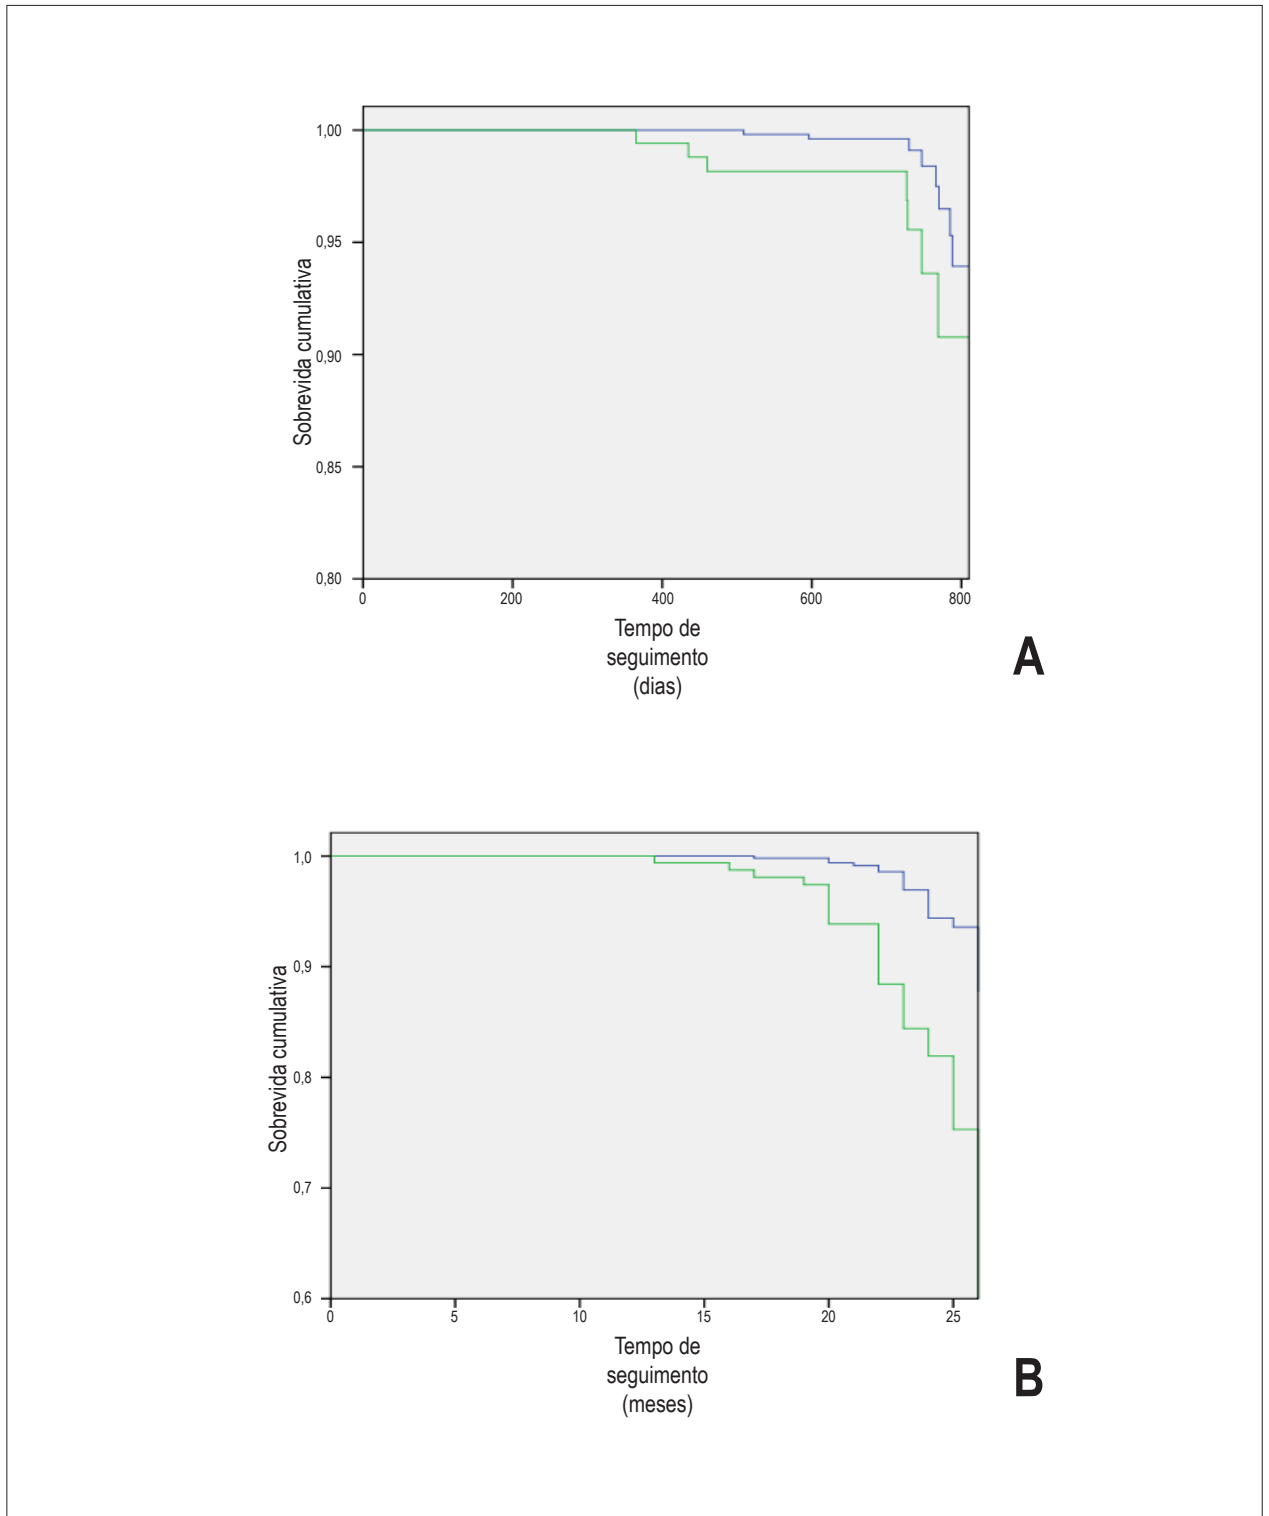 1,00
0,95
0,90
0,85
0,80
Sobrevida cumulativa
0
200
400
600
800
Tempo de
seguimento
(dias)
A
1,0
0,9
0,8
0,7
0,6
Sobrevida cumulativa
0
5
10
15
20
25
Tempo de
seguimento
(meses)
B